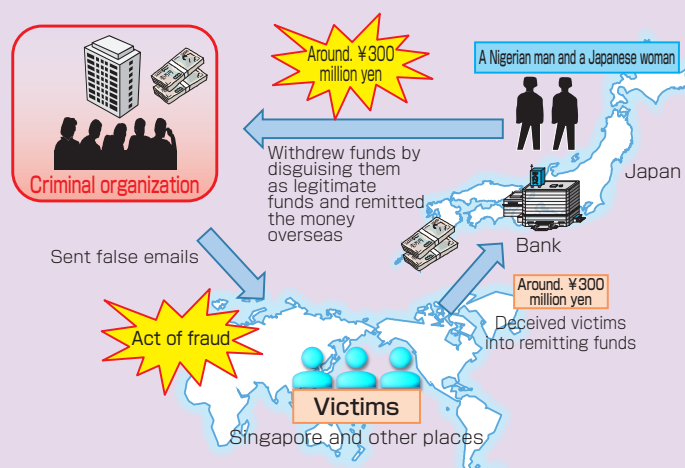 Around. ¥300
million yen
A Nigerian man and a Japanese woman
Criminal organization
Withdrew funds by
disguising them
as legitimate
funds and remitted
the money
overseas
Japan
Bank
Sent false emails
Around. ¥300
million yen
Deceived victims
into remitting funds
Act of fraud
Victims
Singapore and other places